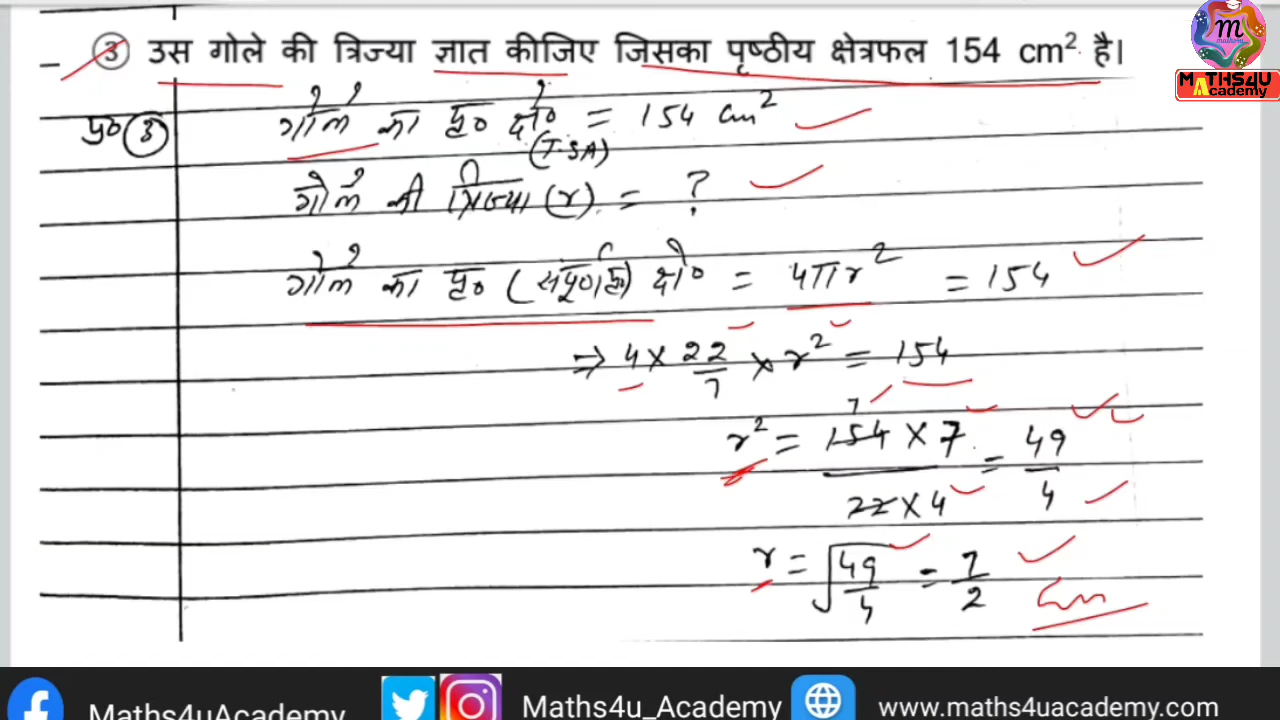 ③ उस गोले की त्रिज्या ज्ञात कीजिए जिसका पृष्ठीय क्षेत्रफल 154 cm² है।
m
MATHS4U
Academy
प्र० ③ गोले का पृ० क्षे० = 154 cm²
(T.S.A)
गोले की त्रिज्या (r) = ?
गोले का पृ० (संपूर्ण पृ०) क्षे० = 4πr² = 154
⇒ 4 × 22/7 × r² = 154
7
r² = 154 × 7 / 22 × 4 = 49/4
r = √49/4 = 7/2 cm
Maths4uAcademy
Maths4u_Academy
www.maths4uacademy.com